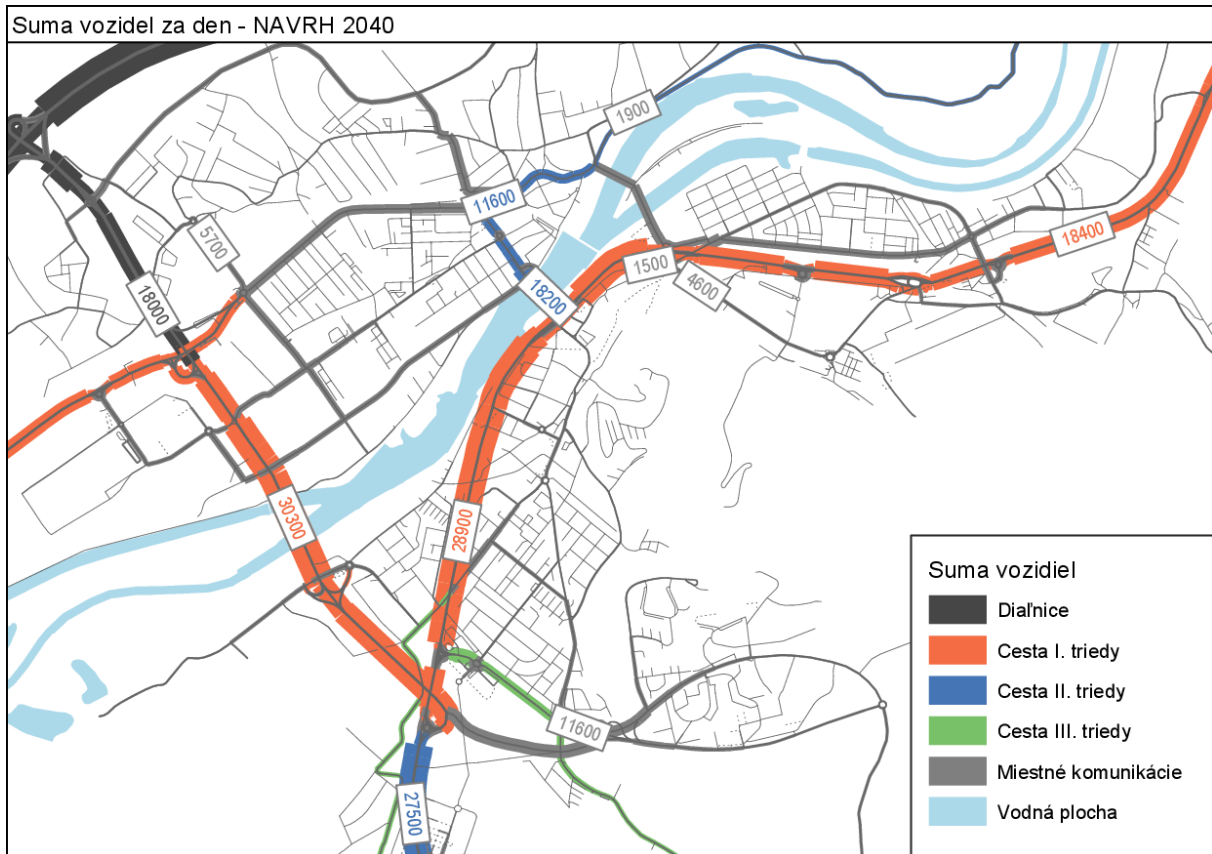 Suma vozidel za den - NAVRH 2040
1900
11600
5700
18400
1500
18200
4600
18000
30300
28900
11600
27500
Suma vozidiel
Diaľnice
Cesta I. triedy
Cesta II. triedy
Cesta III. triedy
Miestné komunikácie
Vodná plocha